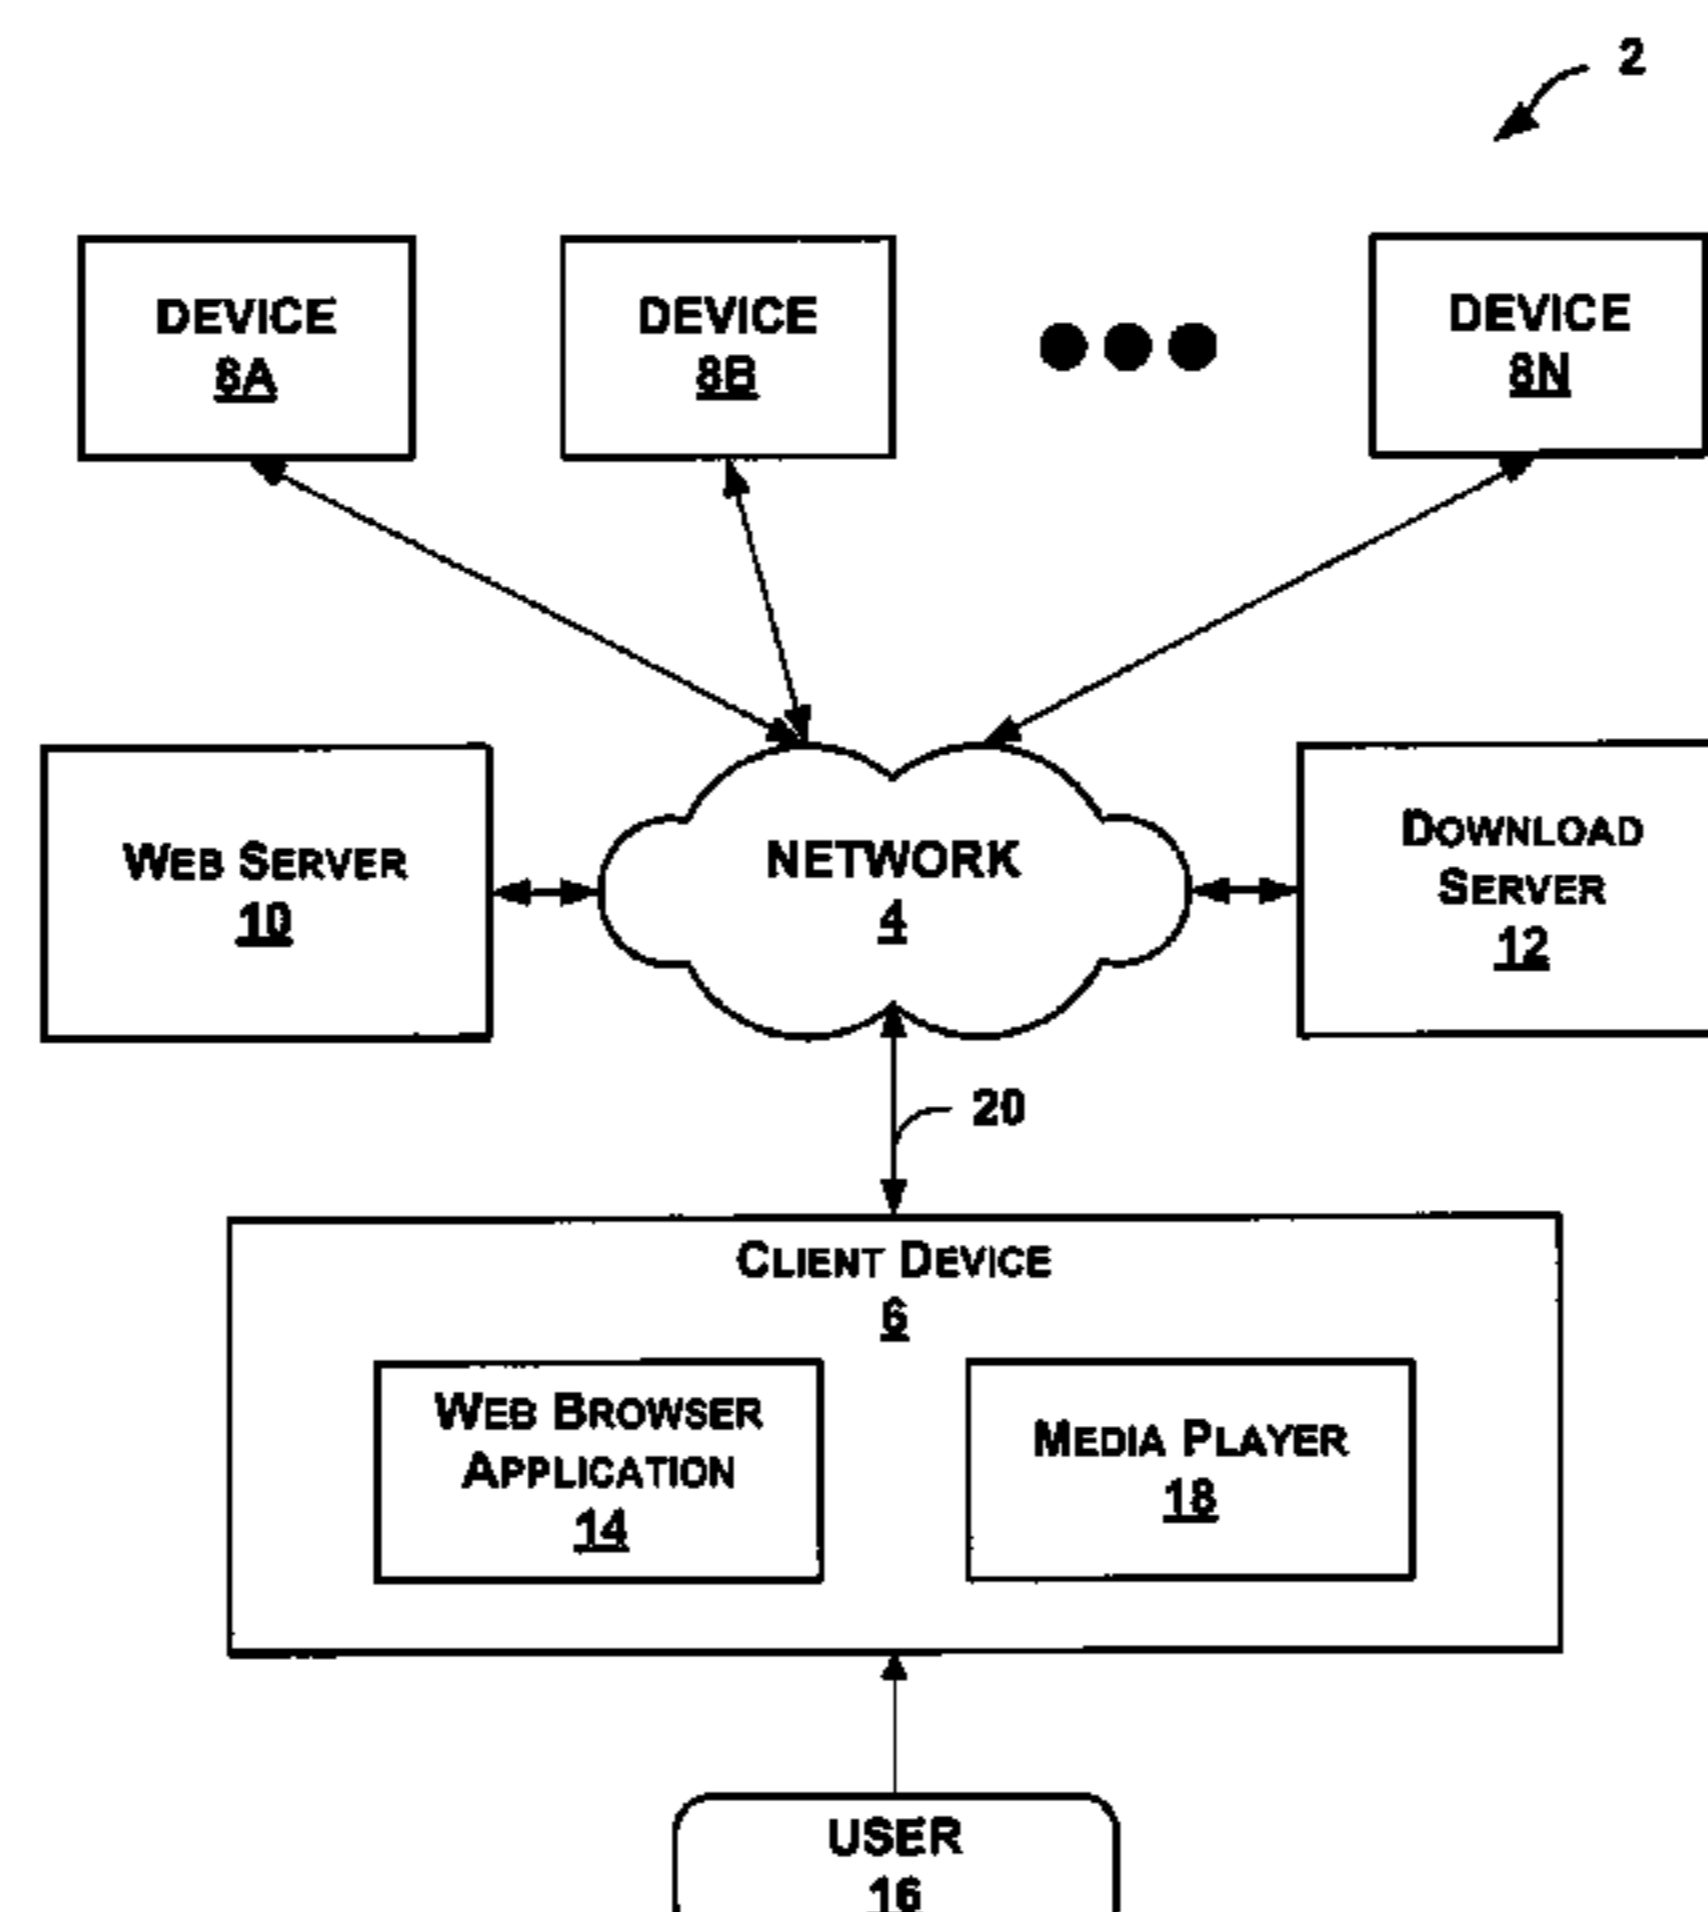 2
DEVICE
8A
DEVICE
8B
DEVICE
8N
WEB SERVER
10
NETWORK
4
DOWNLOAD
SERVER
12
20
CLIENT DEVICE
6
WEB BROWSER
APPLICATION
14
MEDIA PLAYER
18
USER
16